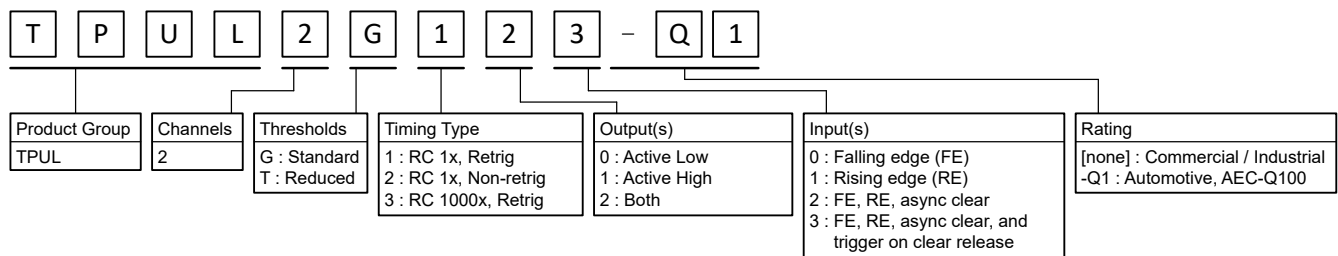 T P U L 2 G 1 2 3 – Q 1
Product Group
TPUL
Channels
2
Thresholds
G : Standard
T : Reduced
Timing Type
1 : RC 1x, Retrig
2 : RC 1x, Non-retrig
3 : RC 1000x, Retrig
Output(s)
0 : Active Low
1 : Active High
2 : Both
Input(s)
0 : Falling edge (FE)
1 : Rising edge (RE)
2 : FE, RE, async clear
3 : FE, RE, async clear, and
trigger on clear release
Rating
[none] : Commercial / Industrial
-Q1 : Automotive, AEC-Q100